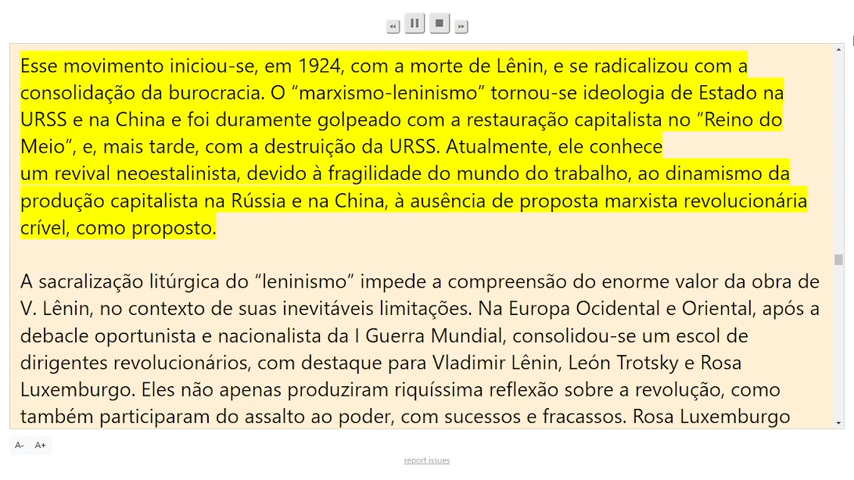 Esse movimento iniciou-se, em 1924, com a morte de Lênin, e se radicalizou com a
consolidação da burocracia. O “marxismo-leninismo” tornou-se ideologia de Estado na
URSS e na China e foi duramente golpeado com a restauração capitalista no “Reino do
Meio”, e, mais tarde, com a destruição da URSS. Atualmente, ele conhece
um revival neoestalinista, devido à fragilidade do mundo do trabalho, ao dinamismo da
produção capitalista na Rússia e na China, à ausência de proposta marxista revolucionária
crível, como proposto.
A sacralização litúrgica do “leninismo” impede a compreensão do enorme valor da obra de
V. Lênin, no contexto de suas inevitáveis limitações. Na Europa Ocidental e Oriental, após a
debacle oportunista e nacionalista da I Guerra Mundial, consolidou-se um escol de
dirigentes revolucionários, com destaque para Vladimir Lênin, León Trotsky e Rosa
Luxemburgo. Eles não apenas produziram riquíssima reflexão sobre a revolução, como
também participaram do assalto ao poder, com sucessos e fracassos. Rosa Luxemburgo
A- A+
report issues